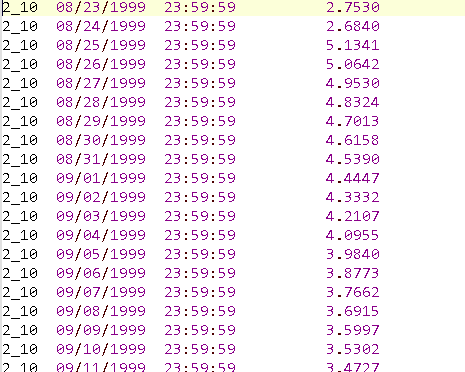 2_10 08/23/1999 23:59:59 2.7530
2_10 08/24/1999 23:59:59 2.6840
2_10 08/25/1999 23:59:59 5.1341
2_10 08/26/1999 23:59:59 5.0642
2_10 08/27/1999 23:59:59 4.9530
2_10 08/28/1999 23:59:59 4.8324
2_10 08/29/1999 23:59:59 4.7013
2_10 08/30/1999 23:59:59 4.6158
2_10 08/31/1999 23:59:59 4.5390
2_10 09/01/1999 23:59:59 4.4447
2_10 09/02/1999 23:59:59 4.3332
2_10 09/03/1999 23:59:59 4.2107
2_10 09/04/1999 23:59:59 4.0955
2_10 09/05/1999 23:59:59 3.9840
2_10 09/06/1999 23:59:59 3.8773
2_10 09/07/1999 23:59:59 3.7662
2_10 09/08/1999 23:59:59 3.6915
2_10 09/09/1999 23:59:59 3.5997
2_10 09/10/1999 23:59:59 3.5302
2_10 09/11/1999 23:59:59 3.4727